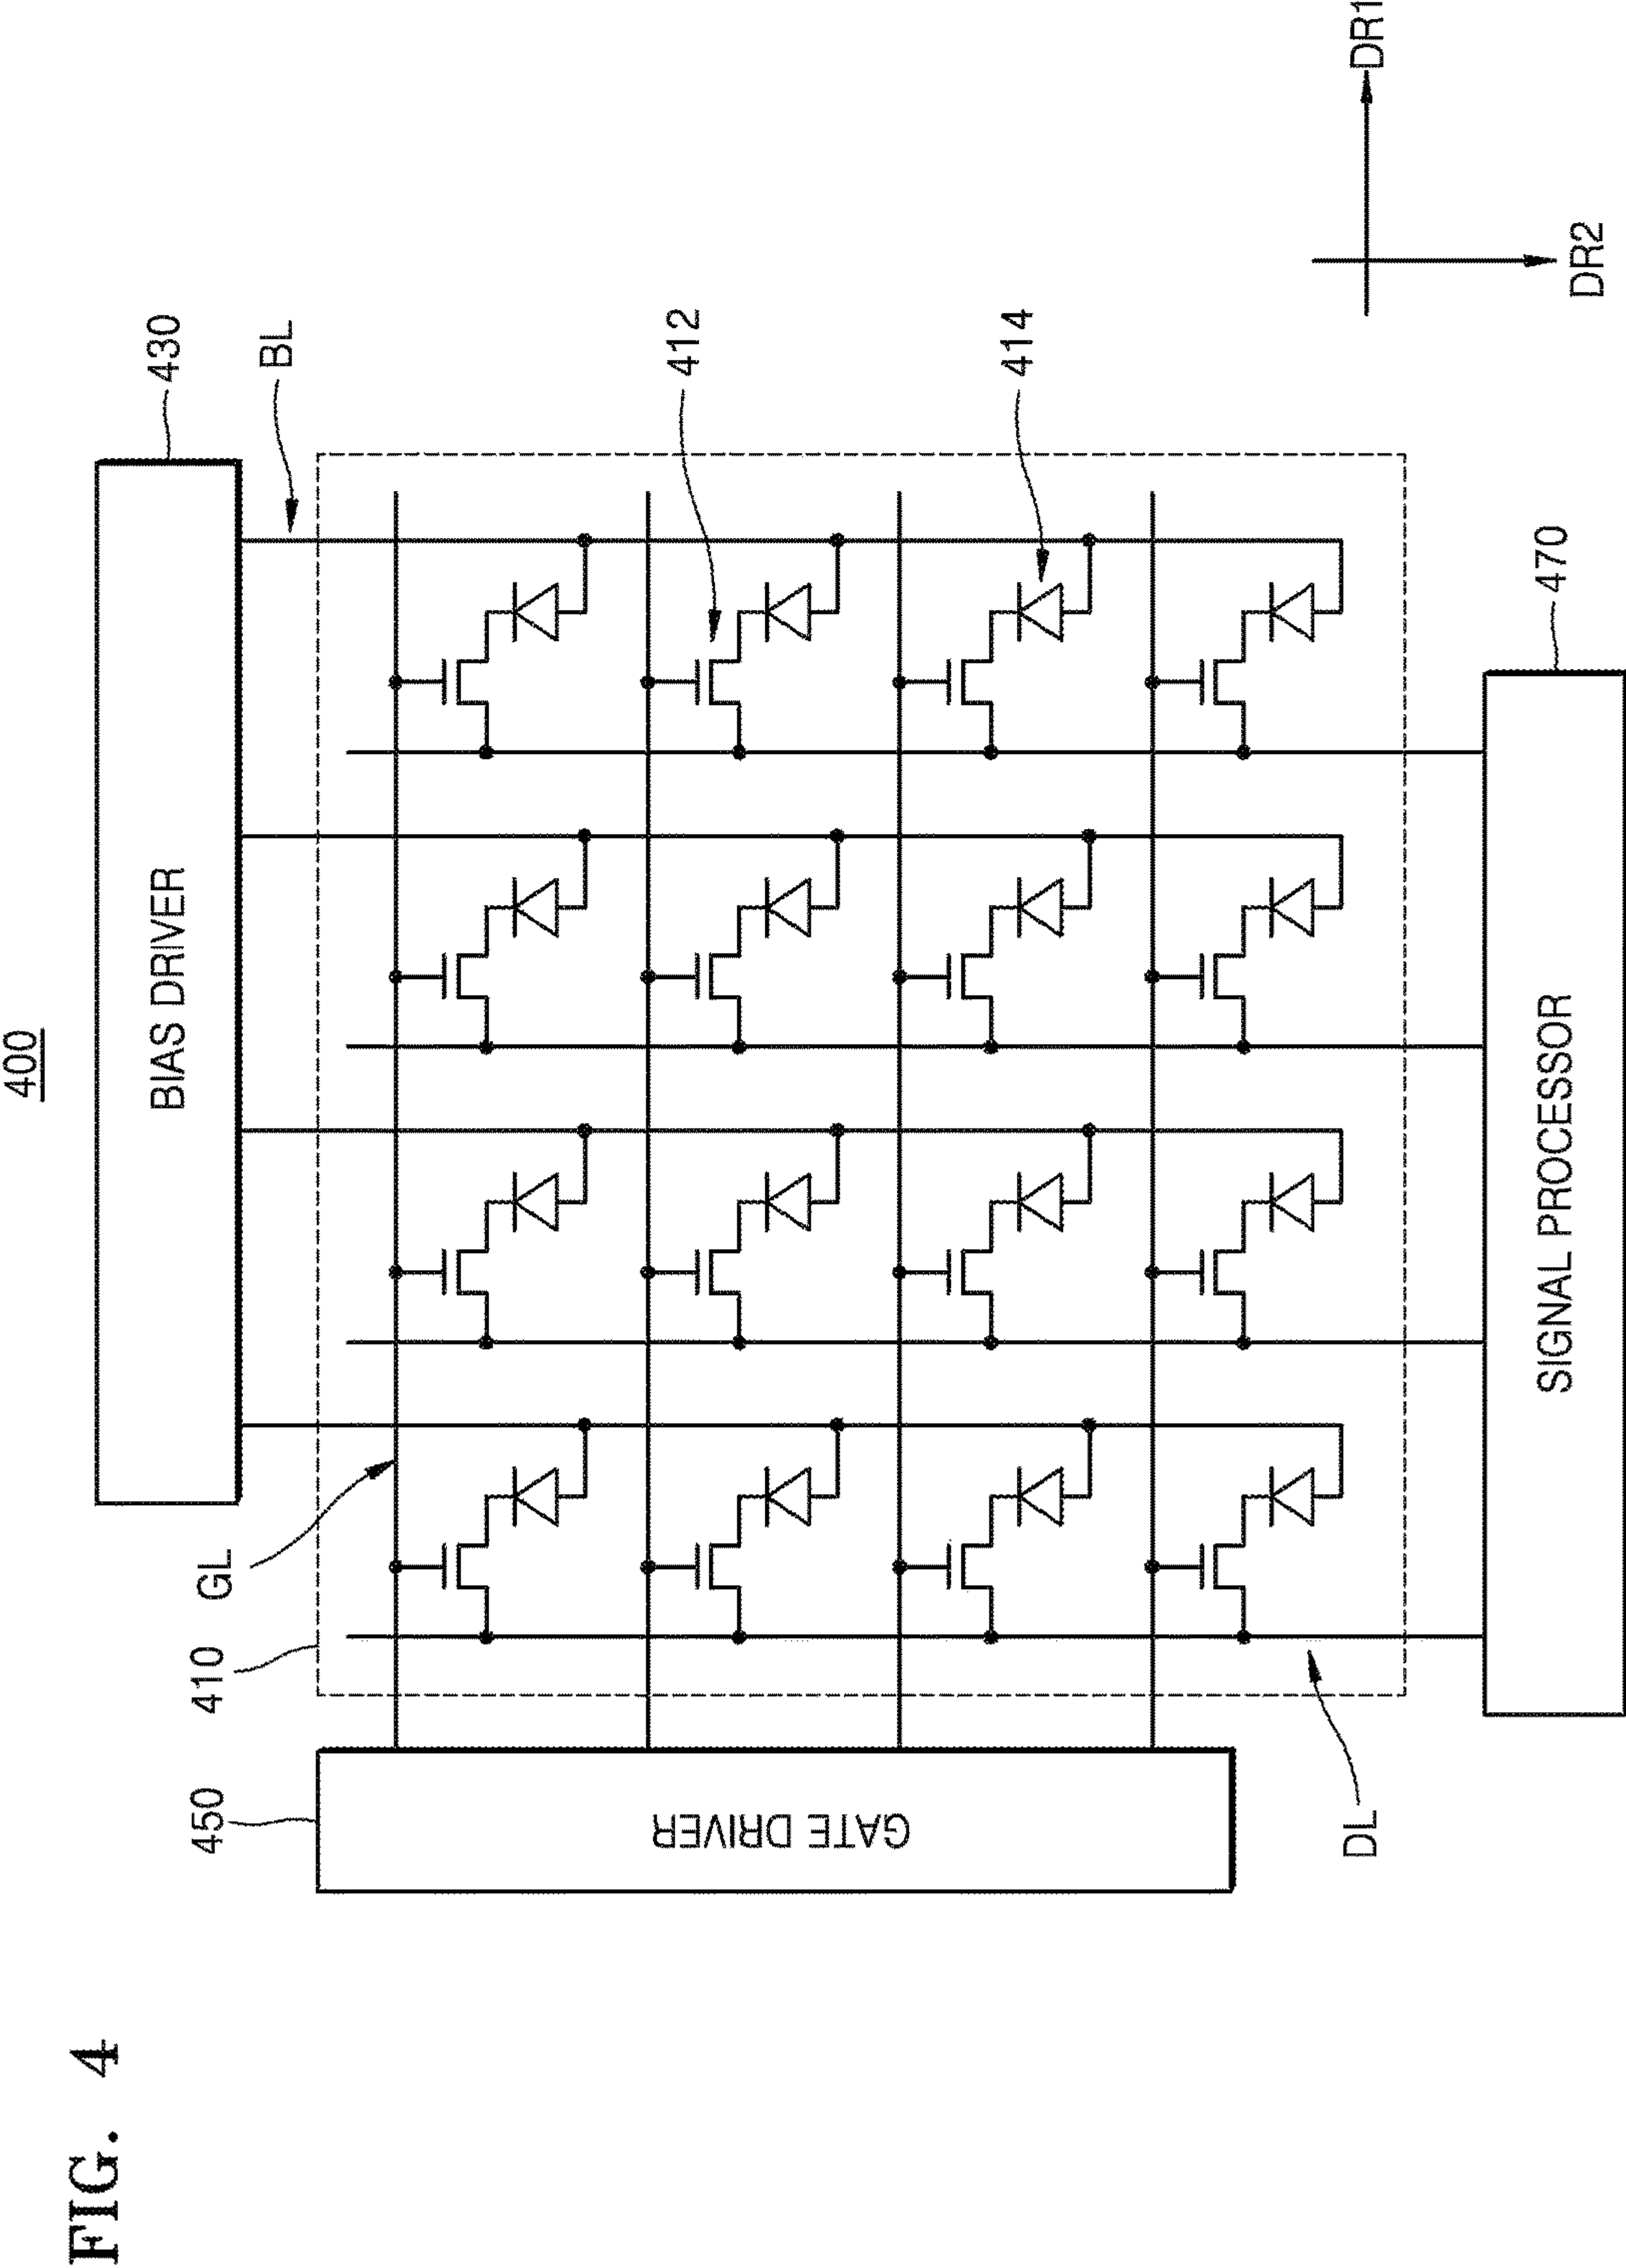 FIG. 4
400
430
BIAS DRIVER
BL
GL
410
412
414
450
GATE DRIVER
DL
470
SIGNAL PROCESSOR
DR1
DR2